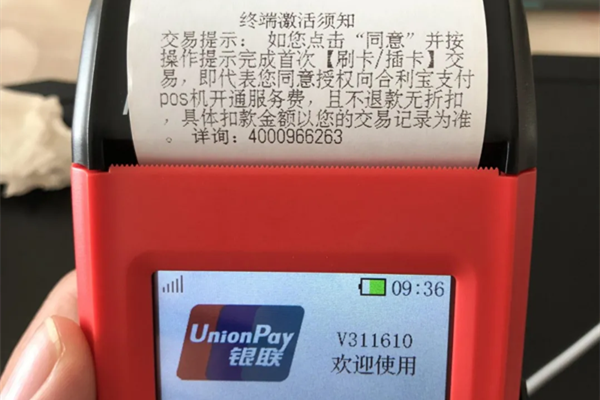 终端激活须知
交易提示： 如您点击“同意”并按
操作提示完成首次【刷卡/插卡】交
易，即代表您同意授权向合利宝支付
pos机开通服务费，且不退款无折扣
，具体扣款金额以您的交易记录为准
。详询：4000966263
09:36
UnionPay
银联
V311610
欢迎使用